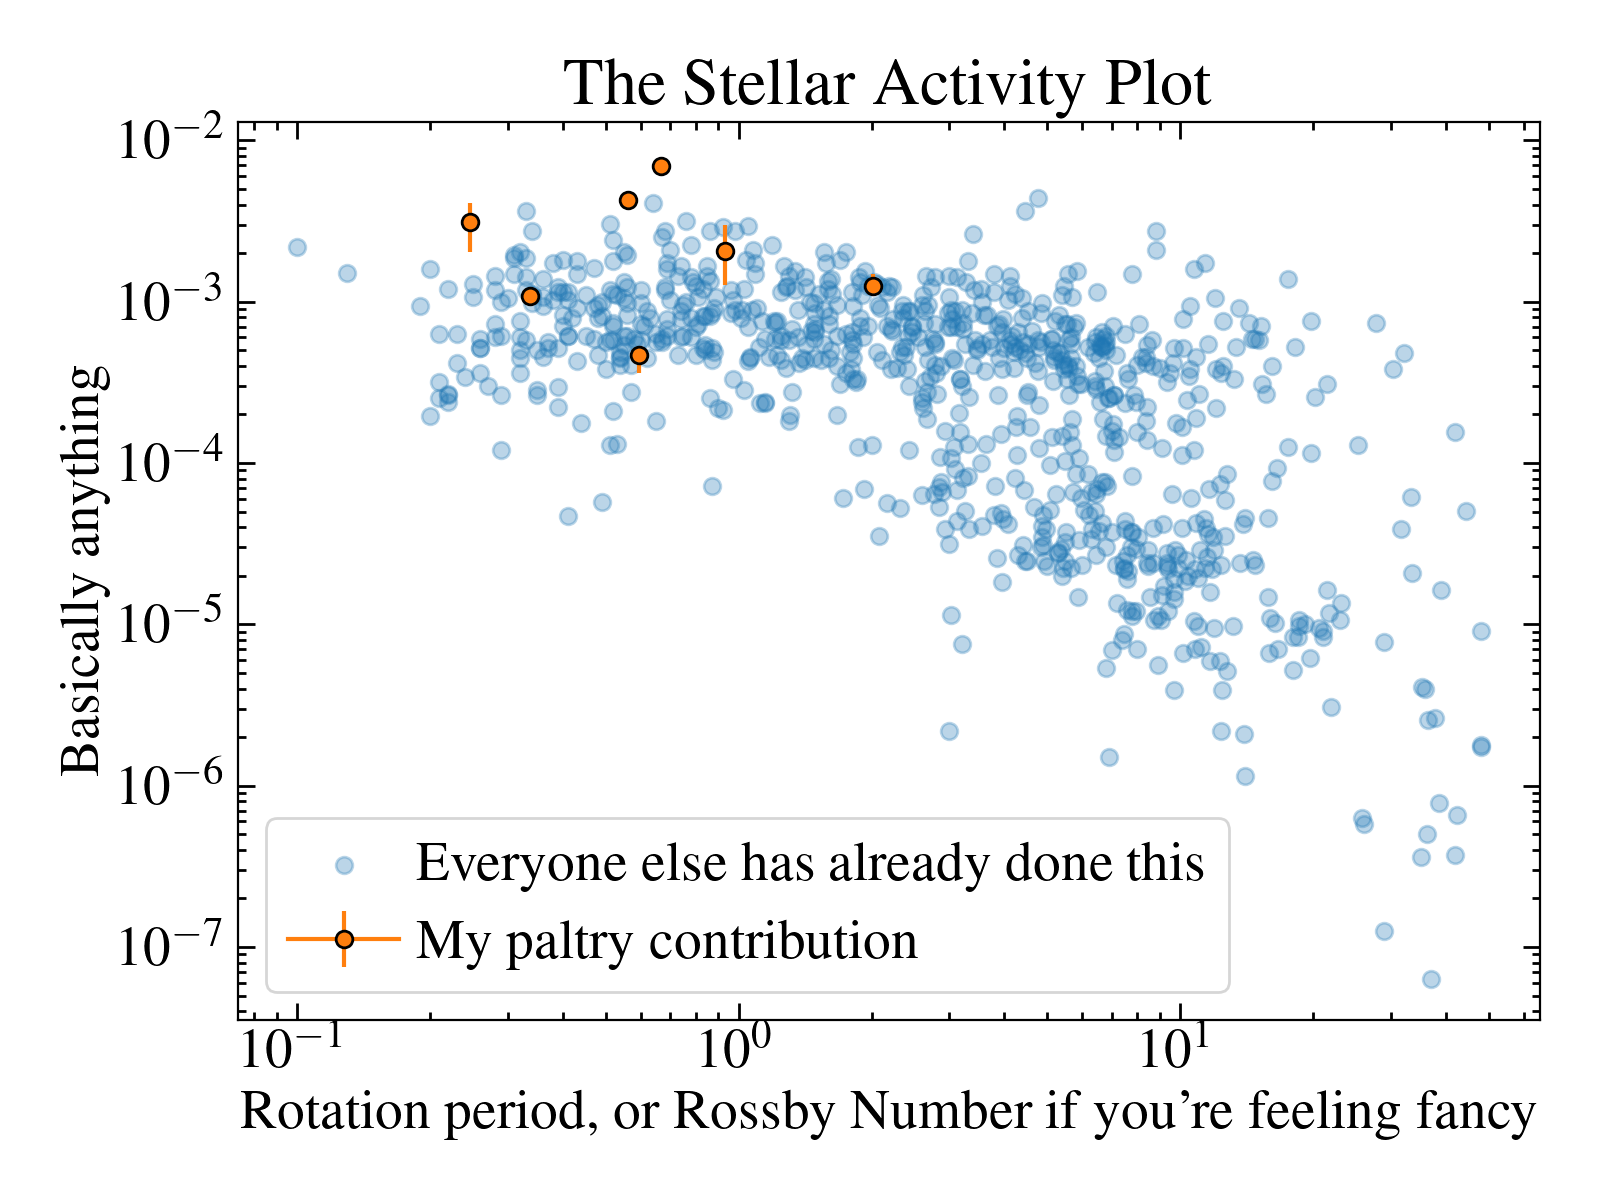 The Stellar Activity Plot
Basically anything
10⁻²
10⁻³
10⁻⁴
10⁻⁵
10⁻⁶
10⁻⁷
Everyone else has already done this
My paltry contribution
10⁻¹
10⁰
10¹
Rotation period, or Rossby Number if you’re feeling fancy